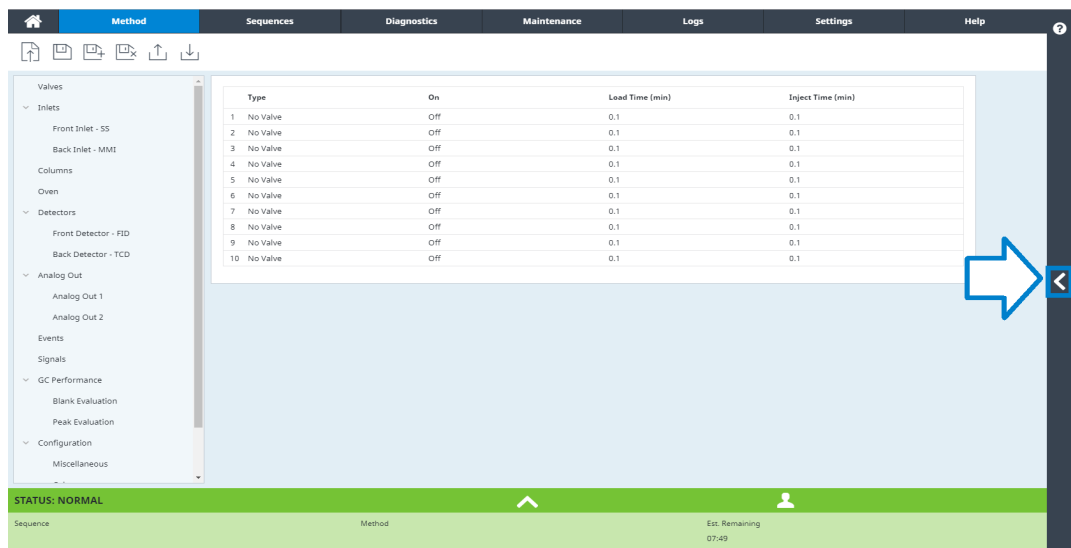 Method Sequences Diagnostics Maintenance Logs Settings Help
?
Valves
Inlets
Front Inlet - SS
Back Inlet - MMI
Columns
Oven
Detectors
Front Detector - FID
Back Detector - TCD
Analog Out
Analog Out 1
Analog Out 2
Events
Signals
GC Performance
Blank Evaluation
Peak Evaluation
Configuration
Miscellaneous
Type On Load Time (min) Inject Time (min)
1 No Valve Off 0.1 0.1
2 No Valve Off 0.1 0.1
3 No Valve Off 0.1 0.1
4 No Valve Off 0.1 0.1
5 No Valve Off 0.1 0.1
6 No Valve Off 0.1 0.1
7 No Valve Off 0.1 0.1
8 No Valve Off 0.1 0.1
9 No Valve Off 0.1 0.1
10 No Valve Off 0.1 0.1
STATUS: NORMAL
Sequence Method Est. Remaining
07:49